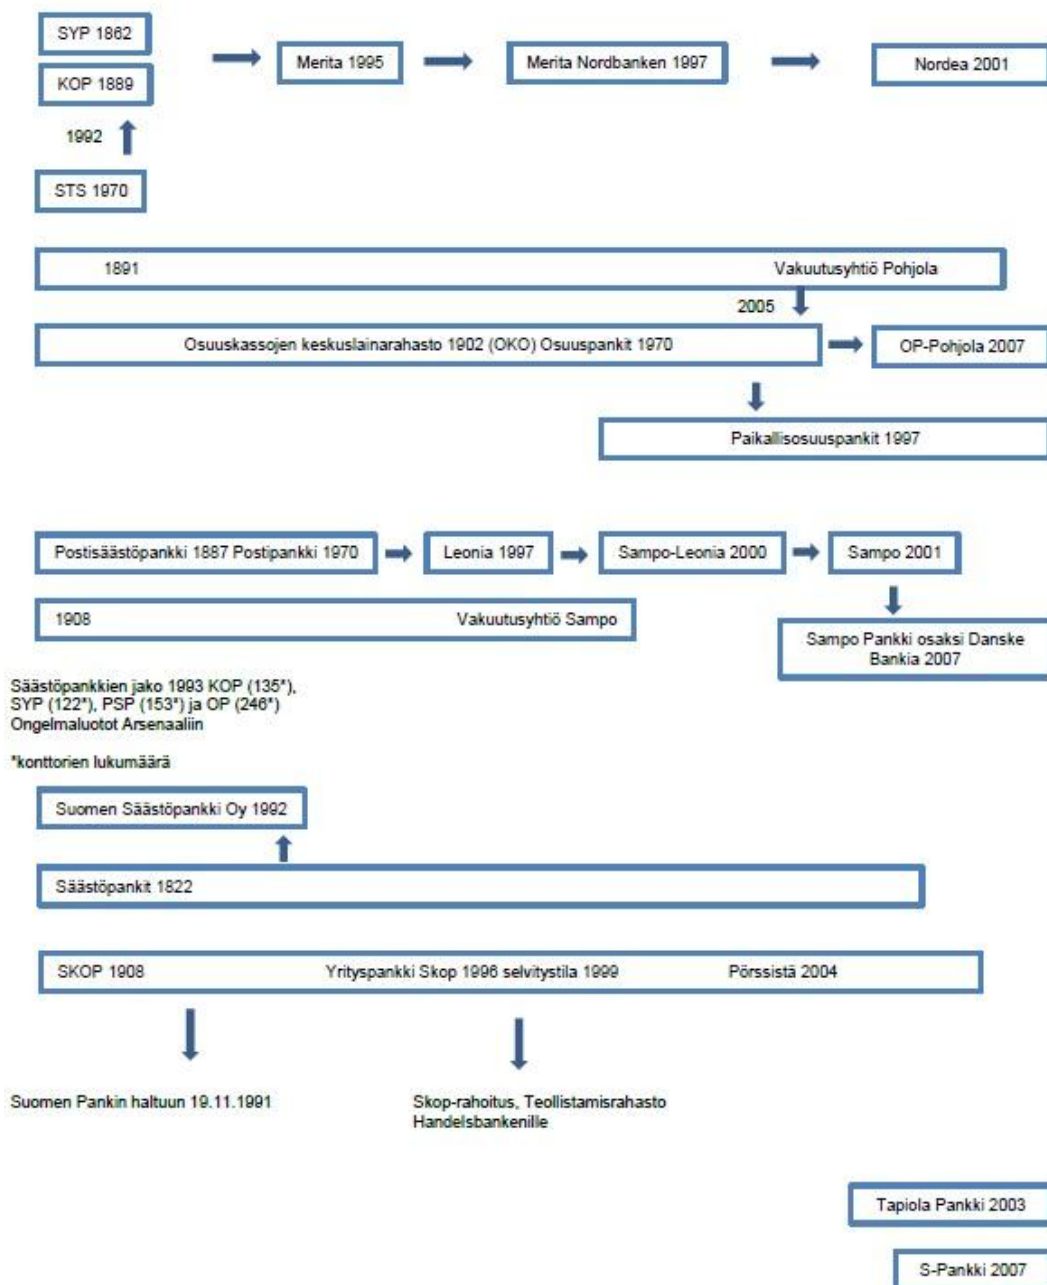 SYP 1862
KOP 1889
Merita 1995
Merita Nordbanken 1997
Nordea 2001
1992
STS 1970
1891 Vakuutusyhtiö Pohjola
2005
Osuuskassojen keskuslainarahasto 1902 (OKO) Osuuspankit 1970
OP-Pohjola 2007
Paikallisosuuspankit 1997
Postisäästöpankki 1887 Postipankki 1970
Leonia 1997
Sampo-Leonia 2000
Sampo 2001
1908 Vakuutusyhtiö Sampo
Sampo Pankki osaksi Danske
Bankia 2007
Säästöpankkien jako 1993 KOP (135*),
SYP (122*), PSP (153*) ja OP (246*)
Ongelmaluotot Arsenaaliin
*konttorien lukumäärä
Suomen Säästöpankki Oy 1992
Säästöpankit 1822
SKOP 1908 Yrityspankki Skop 1996 selvitystila 1999 Pörssistä 2004
Suomen Pankin haltuun 19.11.1991
Skop-rahoitus, Teollistamisrahasto
Handelsbankenille
Tapiola Pankki 2003
S-Pankki 2007